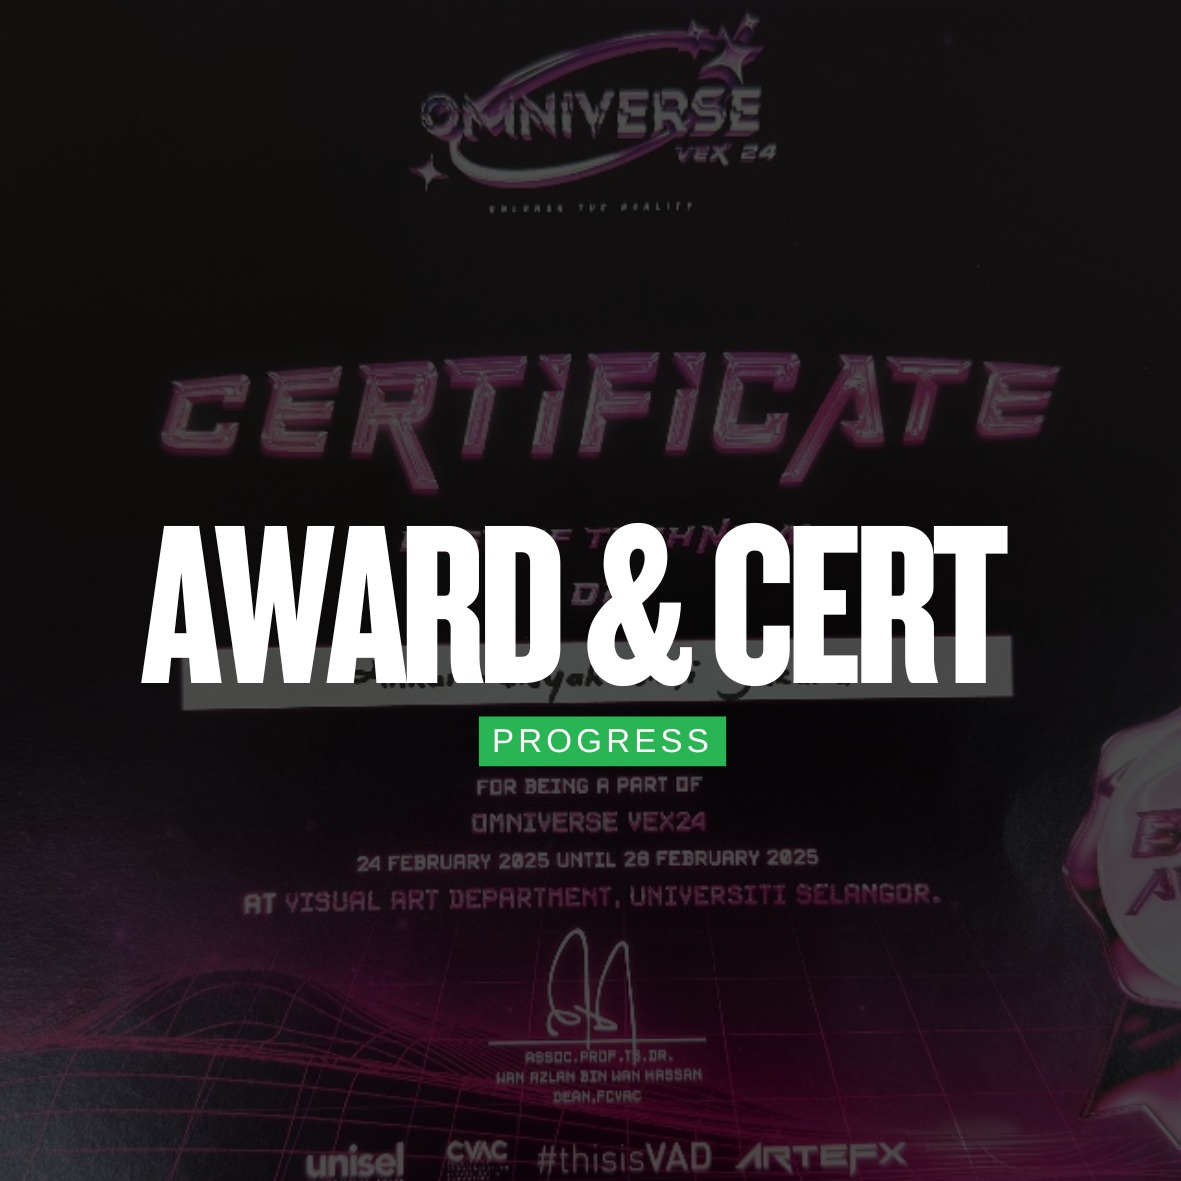 OMNIVERSE
VEX 24
CERTIFICATE
AWARD & CERT
PROGRESS
FOR BEING A PART OF
OMNIVERSE VEX24
24 FEBRUARY 2025 UNTIL 28 FEBRUARY 2025
AT VISUAL ART DEPARTMENT, UNIVERSITI SELANGOR.
ASSOC.PROF.TS.DR.
WAN AZLAN BIN WAN HASSAN
DEAN,FCVAC
unisel CVAC #thisisVAD ARTEFX